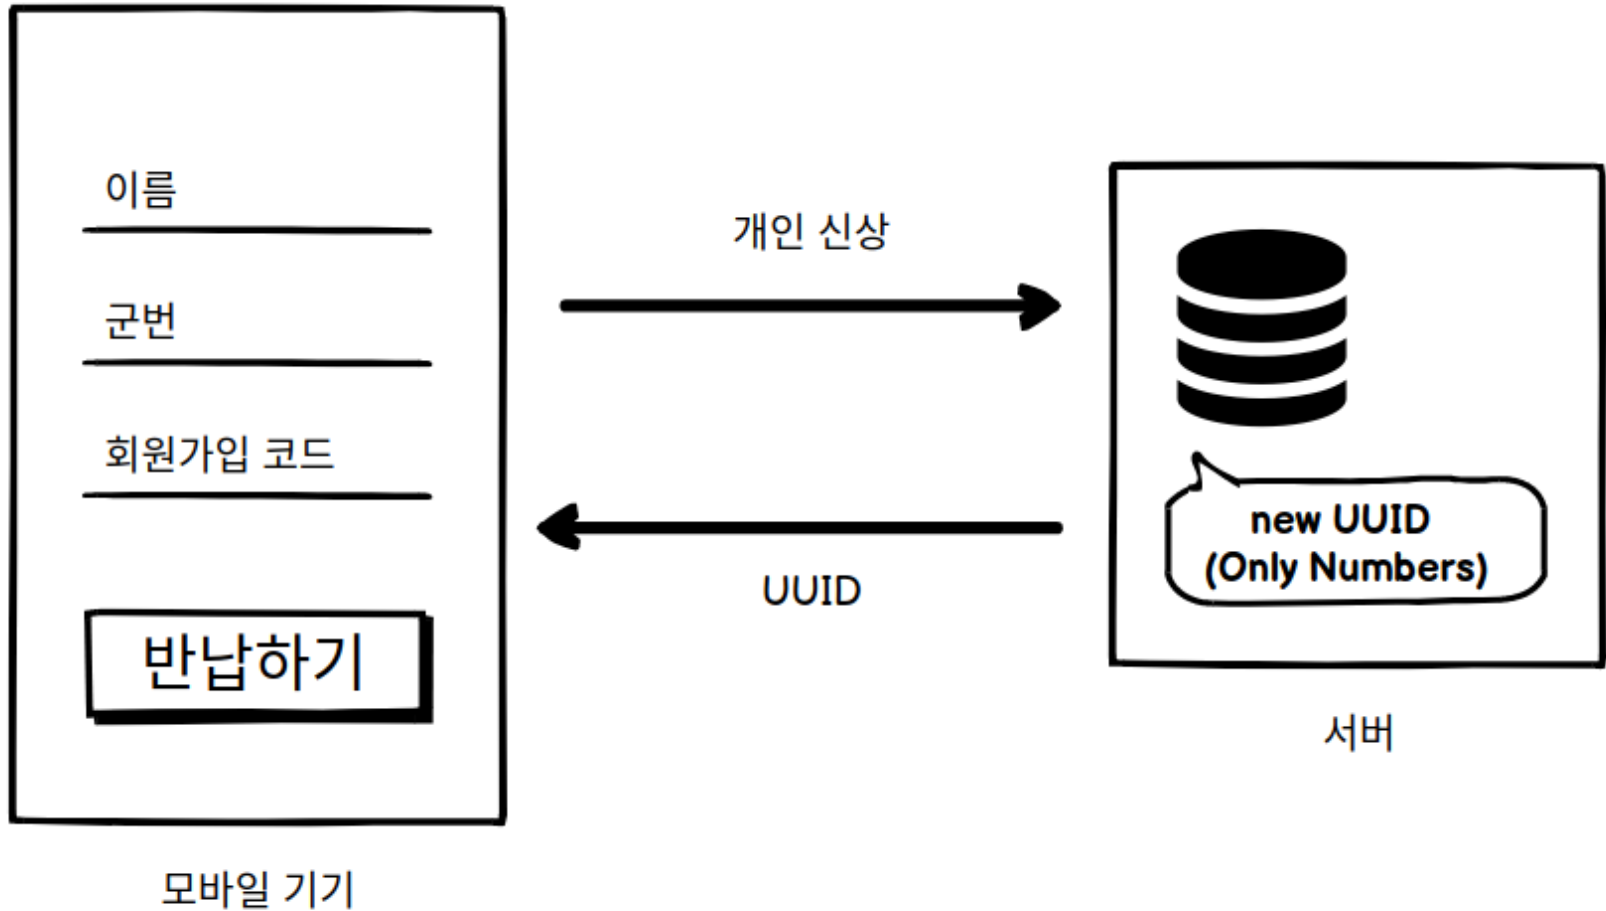 이름
군번
회원가입 코드
반납하기
모바일 기기
개인 신상
UUID
new UUID
(Only Numbers)
서버